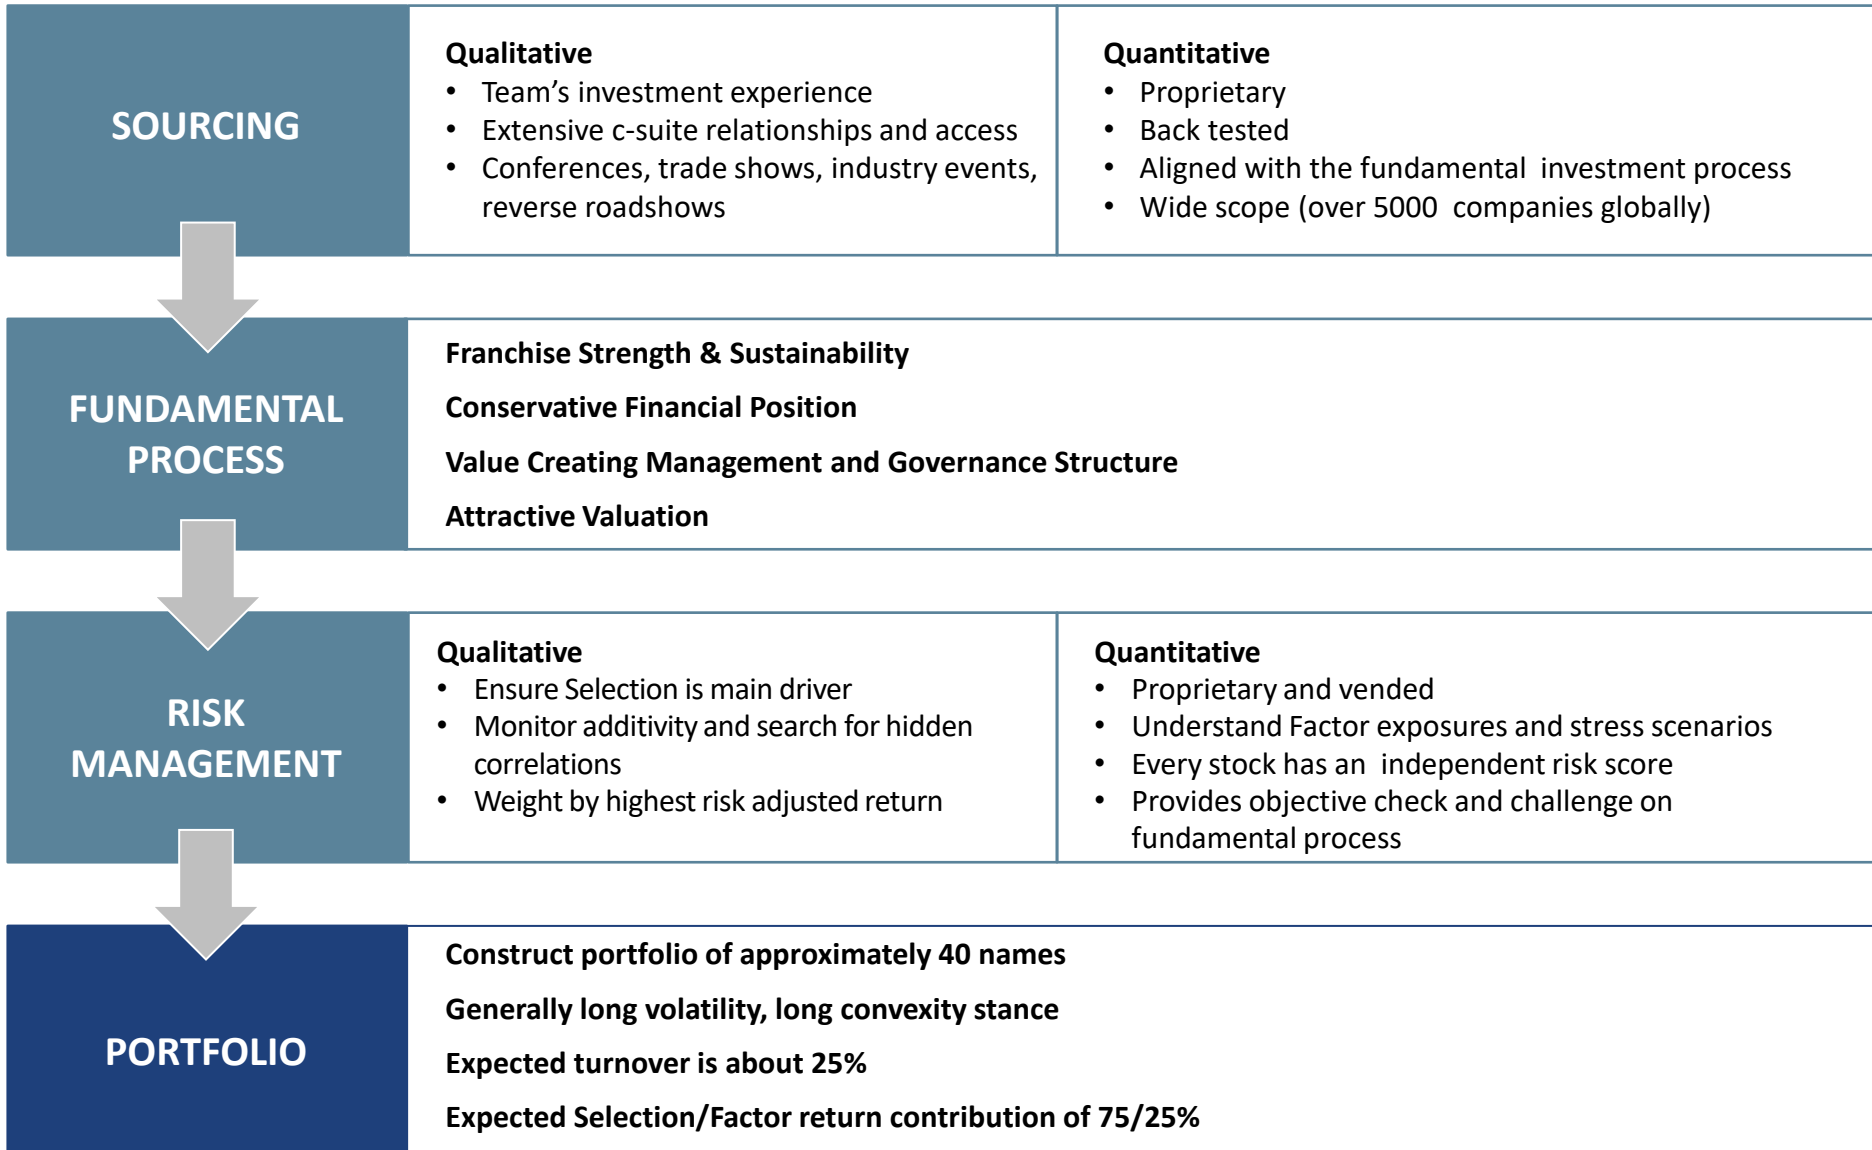 SOURCING
Qualitative
• Team’s investment experience
• Extensive c-suite relationships and access
• Conferences, trade shows, industry events,
reverse roadshows
Quantitative
• Proprietary
• Back tested
• Aligned with the fundamental  investment process
• Wide scope (over 5000  companies globally)
FUNDAMENTAL
PROCESS
Franchise Strength & Sustainability
Conservative Financial Position
Value Creating Management and Governance Structure
Attractive Valuation
RISK
MANAGEMENT
Qualitative
• Ensure Selection is main driver
• Monitor additivity and search for hidden
correlations
• Weight by highest risk adjusted return
Quantitative
• Proprietary and vended
• Understand Factor exposures and stress scenarios
• Every stock has an  independent risk score
• Provides objective check and challenge on
fundamental process
PORTFOLIO
Construct portfolio of approximately 40 names
Generally long volatility, long convexity stance
Expected turnover is about 25%
Expected Selection/Factor return contribution of 75/25%